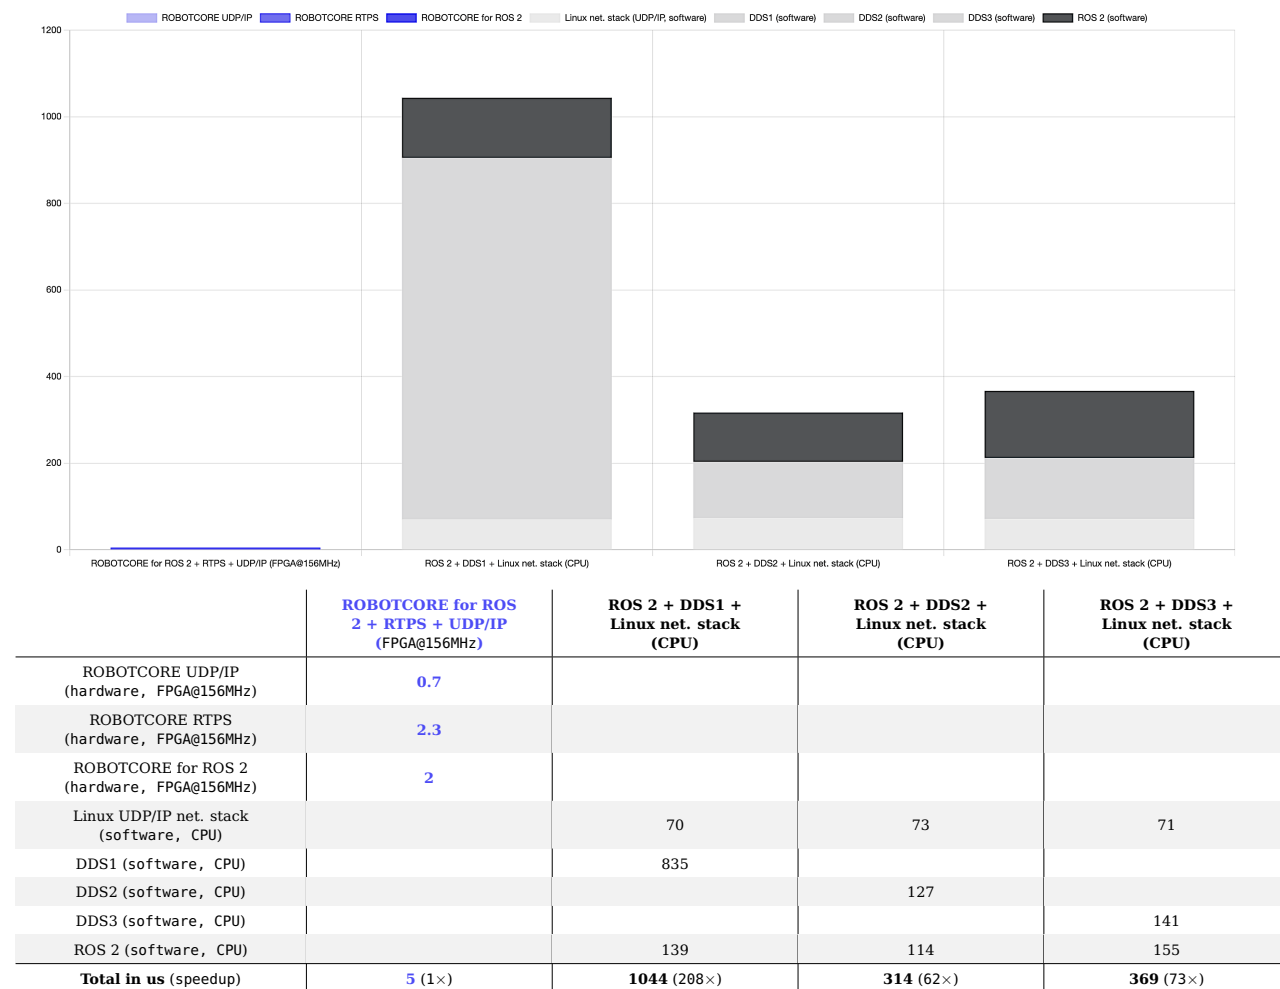 ROBOTCORE UDP/IP ROBOTCORE RTPS ROBOTCORE for ROS 2 Linux net. stack (UDP/IP, software) DDS1 (software) DDS2 (software) DDS3 (software) ROS 2 (software)
1200
1000
800
600
400
200
0
ROBOTCORE for ROS 2 + RTPS + UDP/IP (FPGA@156MHz) ROS 2 + DDS1 + Linux net. stack (CPU) ROS 2 + DDS2 + Linux net. stack (CPU) ROS 2 + DDS3 + Linux net. stack (CPU)
ROBOTCORE for ROS ROS 2 + DDS1 + ROS 2 + DDS2 + ROS 2 + DDS3 +
2 + RTPS + UDP/IP Linux net. stack Linux net. stack Linux net. stack
(FPGA@156MHz) (CPU) (CPU) (CPU)
ROBOTCORE UDP/IP
(hardware, FPGA@156MHz) 0.7
ROBOTCORE RTPS
(hardware, FPGA@156MHz) 2.3
ROBOTCORE for ROS 2
(hardware, FPGA@156MHz) 2
Linux UDP/IP net. stack
(software, CPU) 70 73 71
DDS1 (software, CPU) 835
DDS2 (software, CPU) 127
DDS3 (software, CPU) 141
ROS 2 (software, CPU) 139 114 155
Total in us (speedup) 5 (1×) 1044 (208×) 314 (62×) 369 (73×)